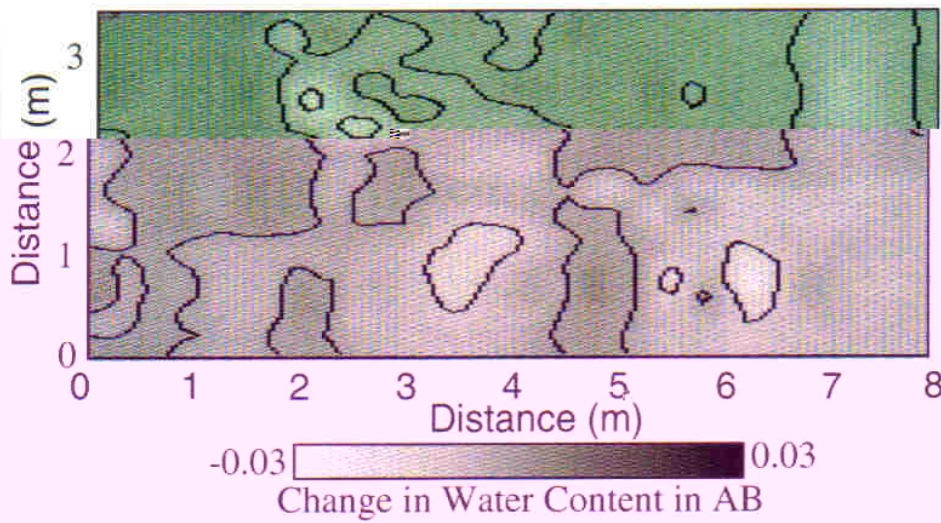 Distance (m)
3
2
1
0
0 1 2 3 4 5 6 7 8
Distance (m)
-0.03 0.03
Change in Water Content in AB